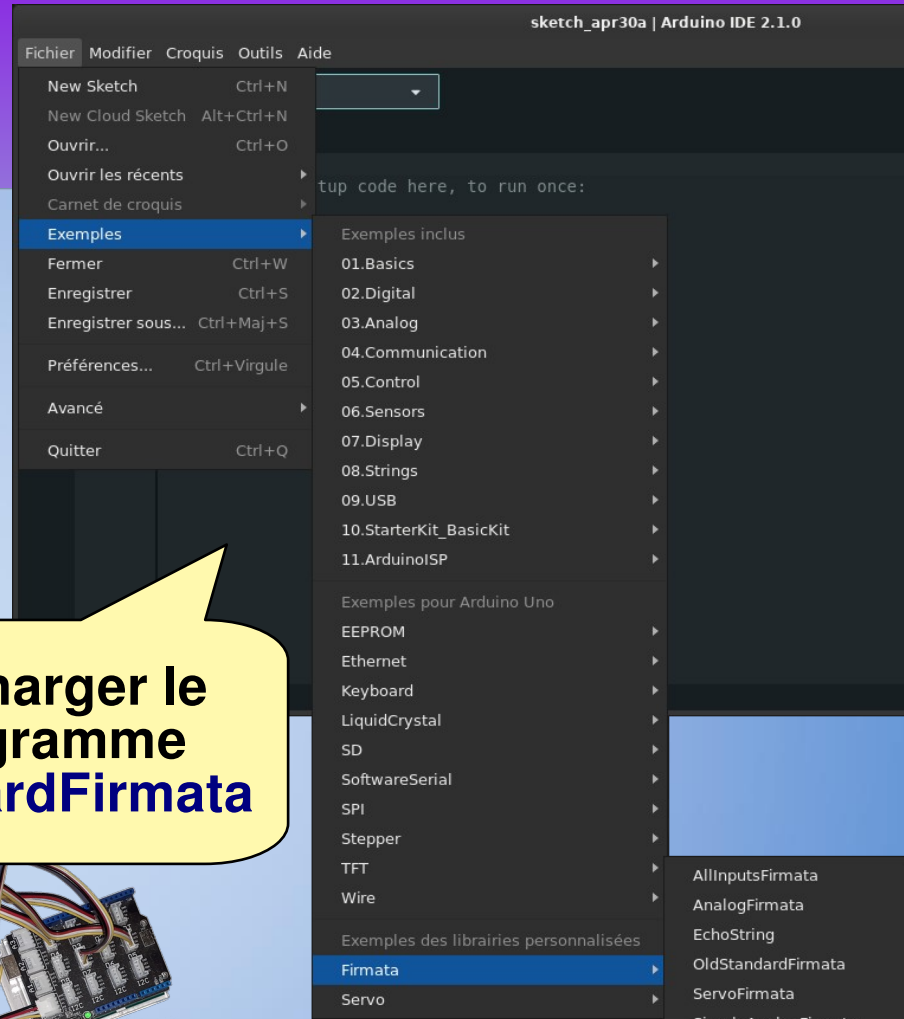 sketch_apr30a | Arduino IDE 2.1.0
Fichier Modifier Croquis Outils Aide
New Sketch Ctrl+N
New Cloud Sketch Alt+Ctrl+N
Ouvrir... Ctrl+O
Ouvrir les récents
Carnet de croquis
Exemples
Fermer Ctrl+W
Enregistrer Ctrl+S
Enregistrer sous... Ctrl+Maj+S
Préférences... Ctrl+Virgule
Avancé
Quitter Ctrl+Q
tup code here, to run once:
Exemples inclus
01.Basics
02.Digital
03.Analog
04.Communication
05.Control
06.Sensors
07.Display
08.Strings
09.USB
10.StarterKit_BasicKit
11.ArduinoISP
Exemples pour Arduino Uno
EEPROM
Ethernet
Keyboard
LiquidCrystal
SD
SoftwareSerial
SPI
Stepper
TFT
Wire
Exemples des librairies personnalisées
Firmata
Servo
AllInputsFirmata
AnalogFirmata
EchoString
OldStandardFirmata
ServoFirmata
harger le
gramme
ardFirmata
I2C
I2C
I2C
I2C